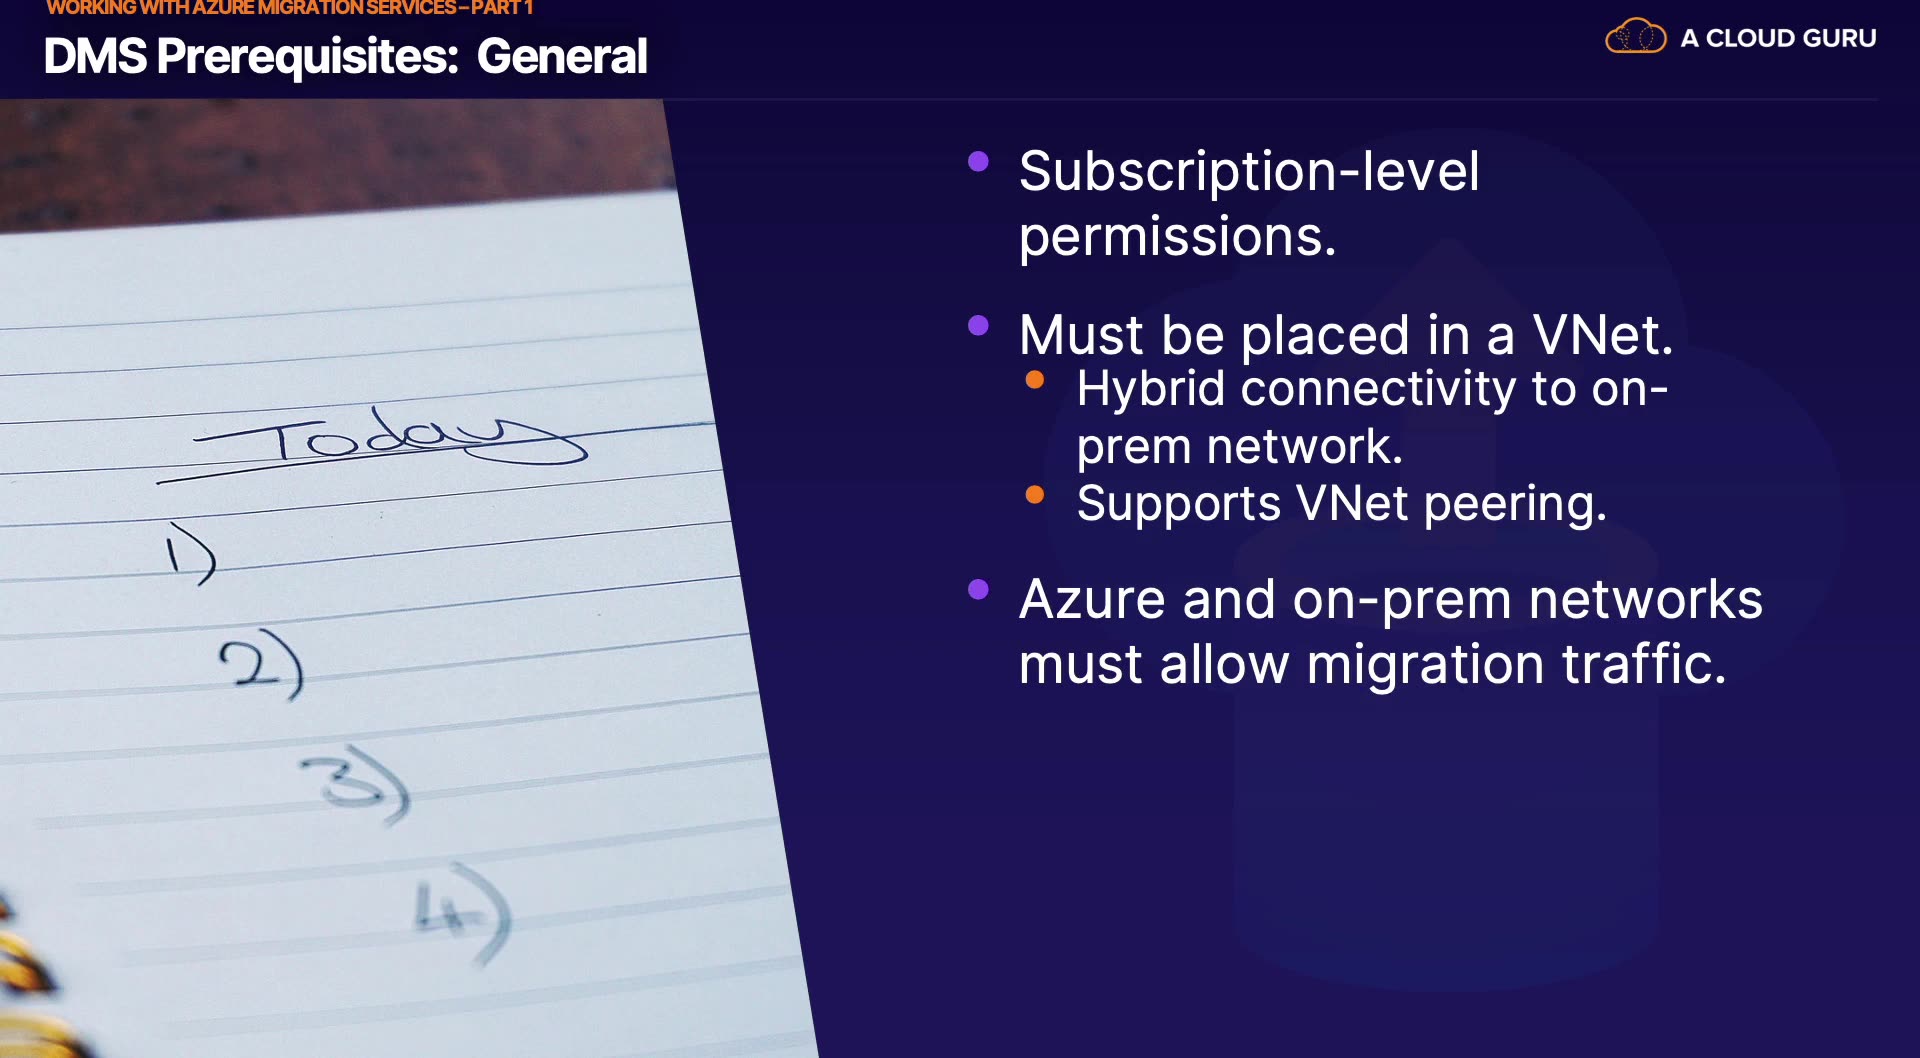 WORKING WITH AZURE MIGRATION SERVICES – PART 1
DMS Prerequisites: General
A CLOUD GURU
Today
1)
2)
3)
4)
Subscription-level
permissions.
Must be placed in a VNet.
Hybrid connectivity to on-
prem network.
Supports VNet peering.
Azure and on-prem networks
must allow migration traffic.